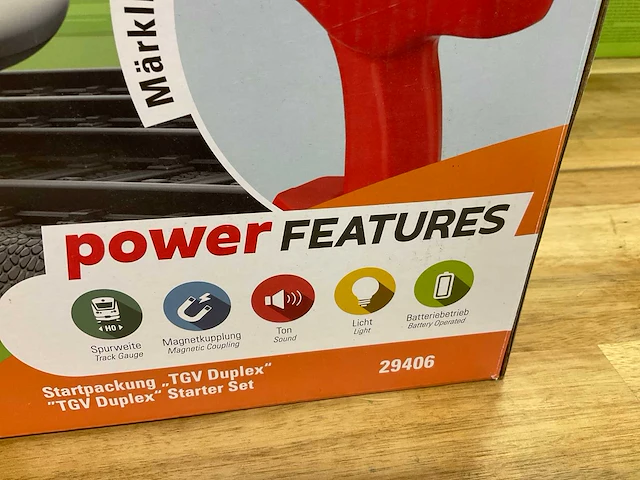 Märkli
power FEATURES
HO
Spurweite
Track Gauge
Magnetkupplung
Magnetic Coupling
Ton
Sound
Licht
Light
Batteriebetrieb
Battery Operated
Startpackung „TGV Duplex“
"TGV Duplex“ Starter Set
29406